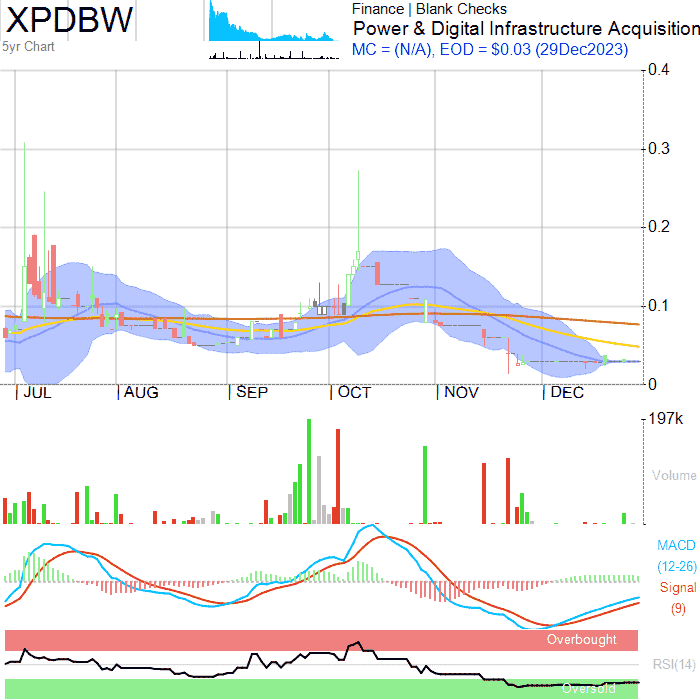 XPDBW
5yr Chart
Finance | Blank Checks
Power & Digital Infrastructure Acquisition
MC = (N/A), EOD = $0.03 (29Dec2023)
0.4
0.3
0.2
0.1
0
JUL AUG SEP OCT NOV DEC
197k
Volume
MACD
(12-26)
Signal
(9)
Overbought
RSI(14)
Oversold